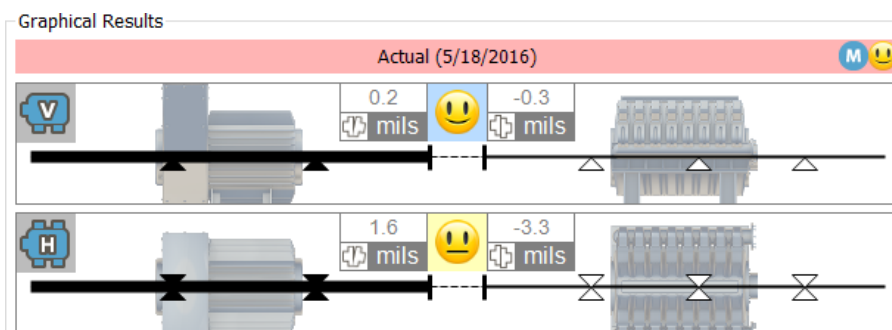 Graphical Results
Actual (5/18/2016)
M
V
0.2
mils
-0.3
mils
H
1.6
mils
-3.3
mils